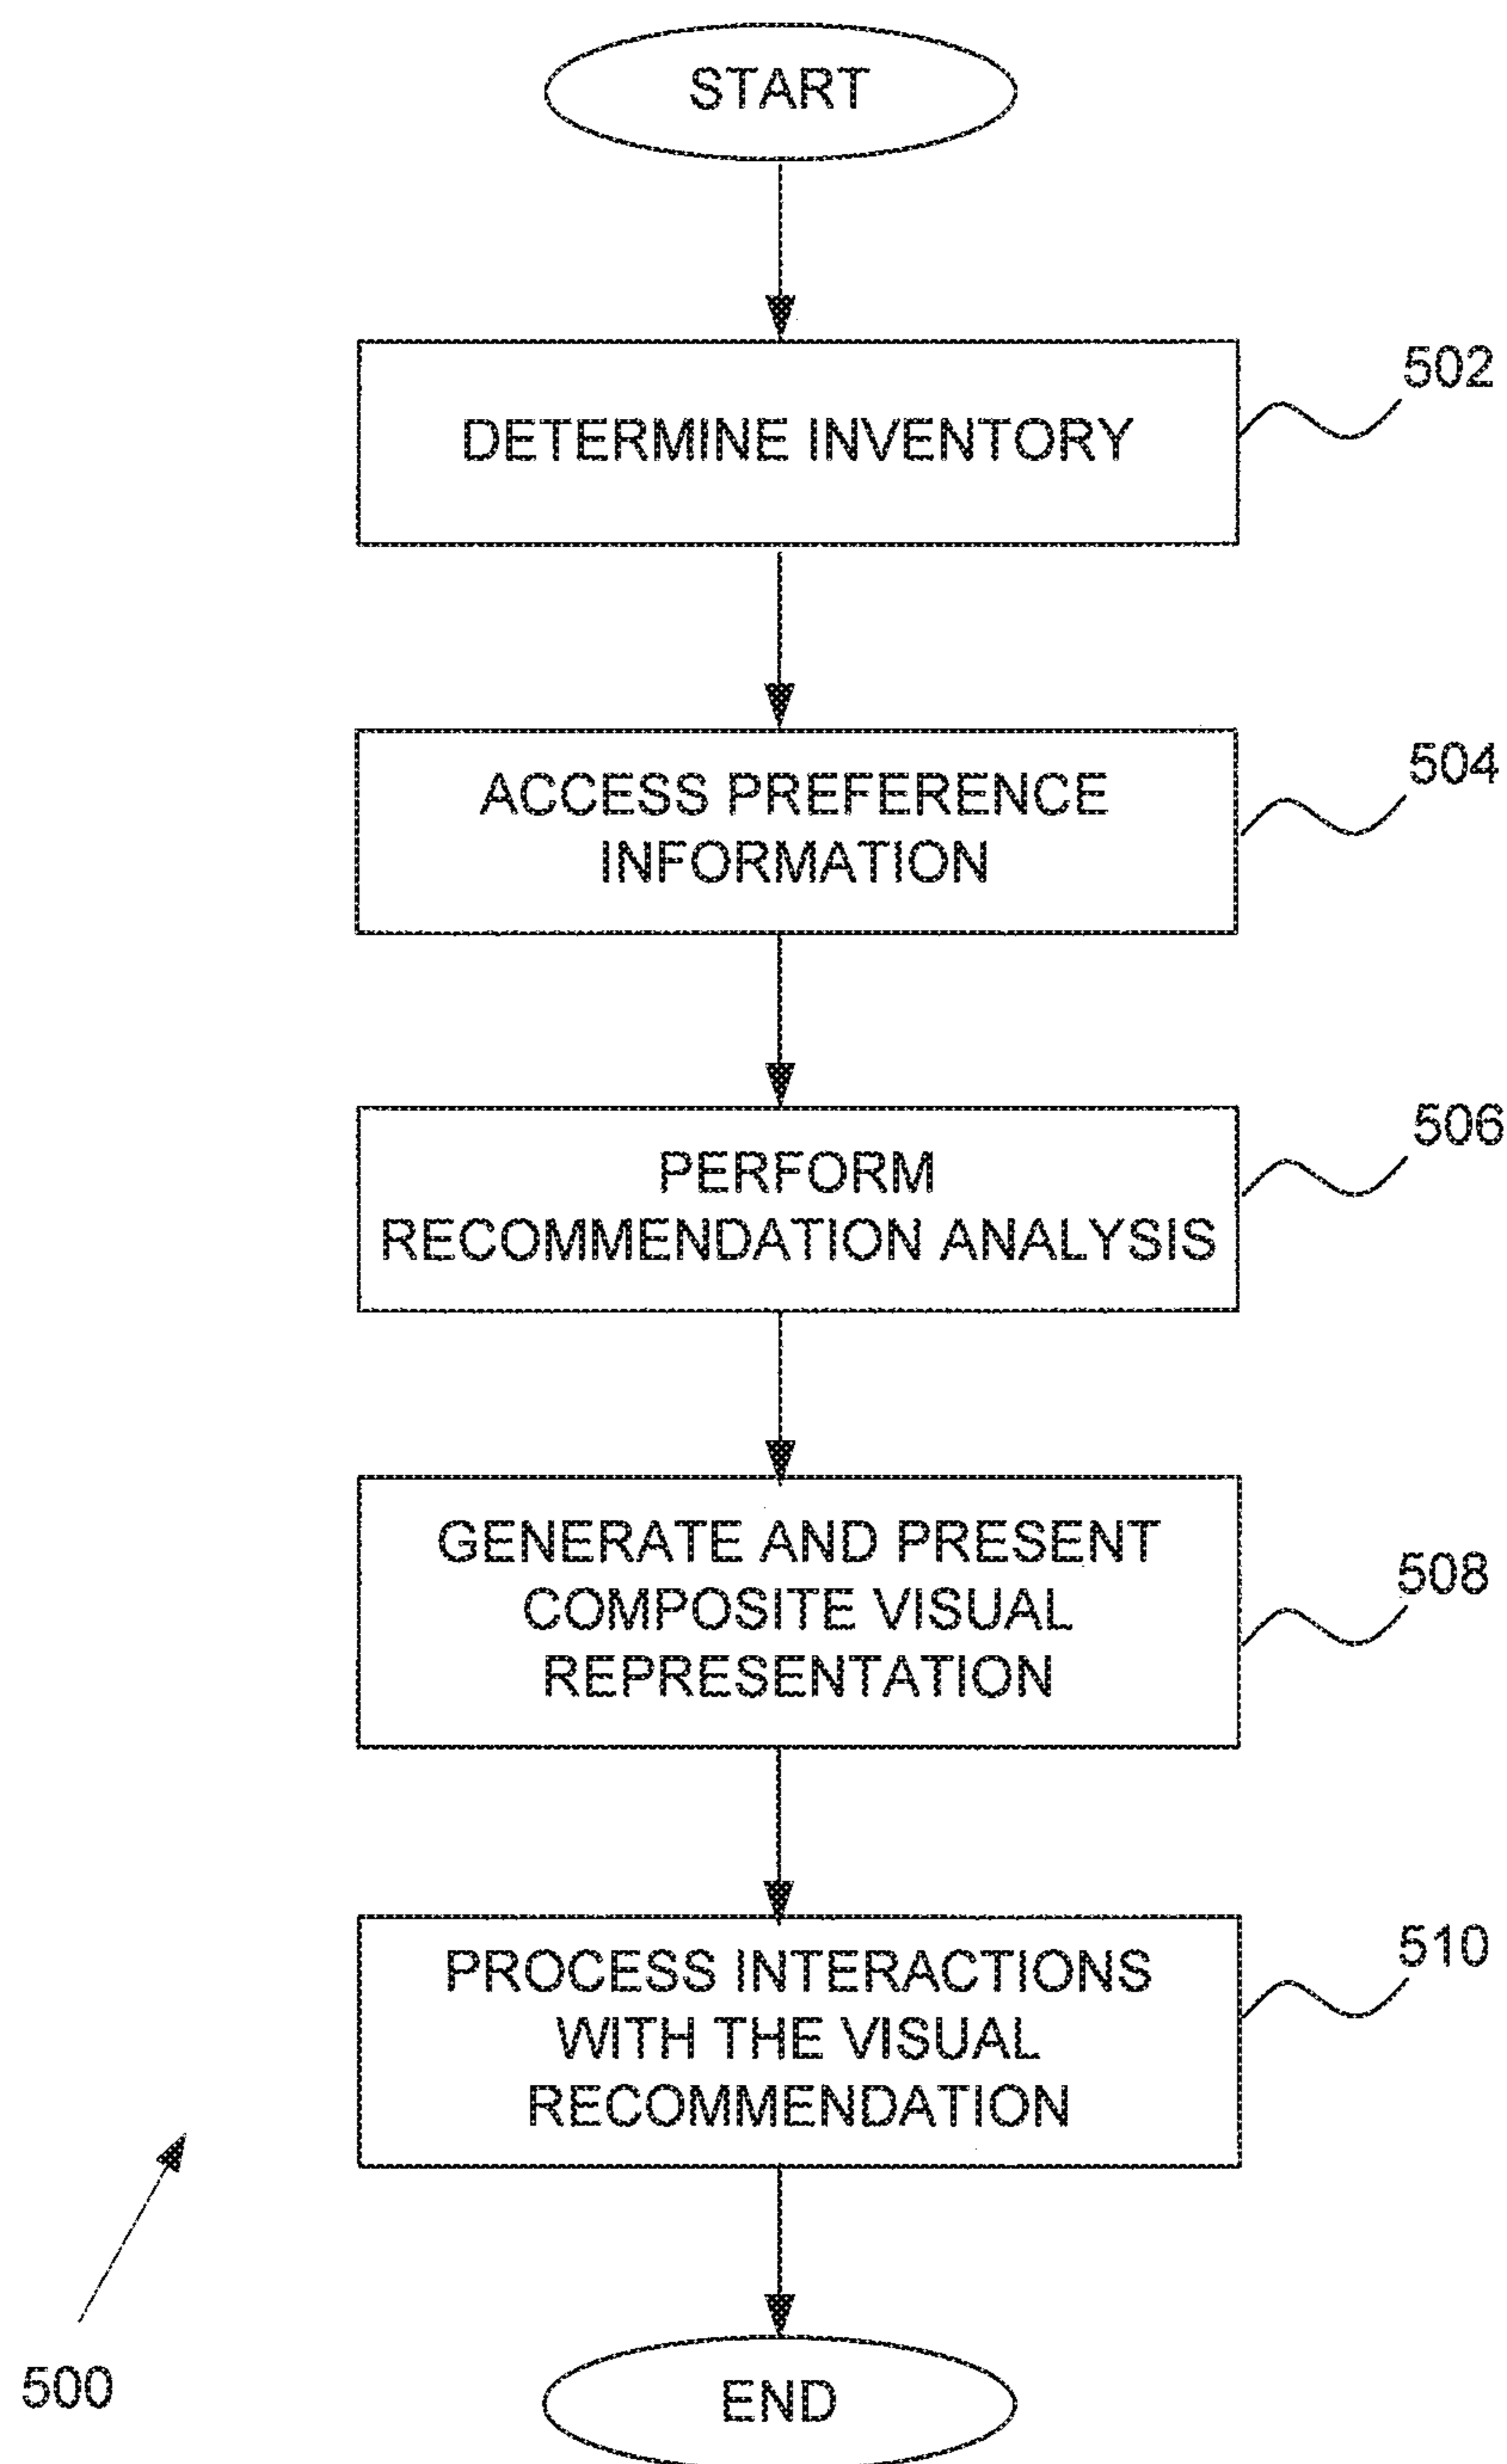 START
DETERMINE INVENTORY
502
ACCESS PREFERENCE
INFORMATION
504
PERFORM
RECOMMENDATION ANALYSIS
506
GENERATE AND PRESENT
COMPOSITE VISUAL
REPRESENTATION
508
PROCESS INTERACTIONS
WITH THE VISUAL
RECOMMENDATION
510
500
END